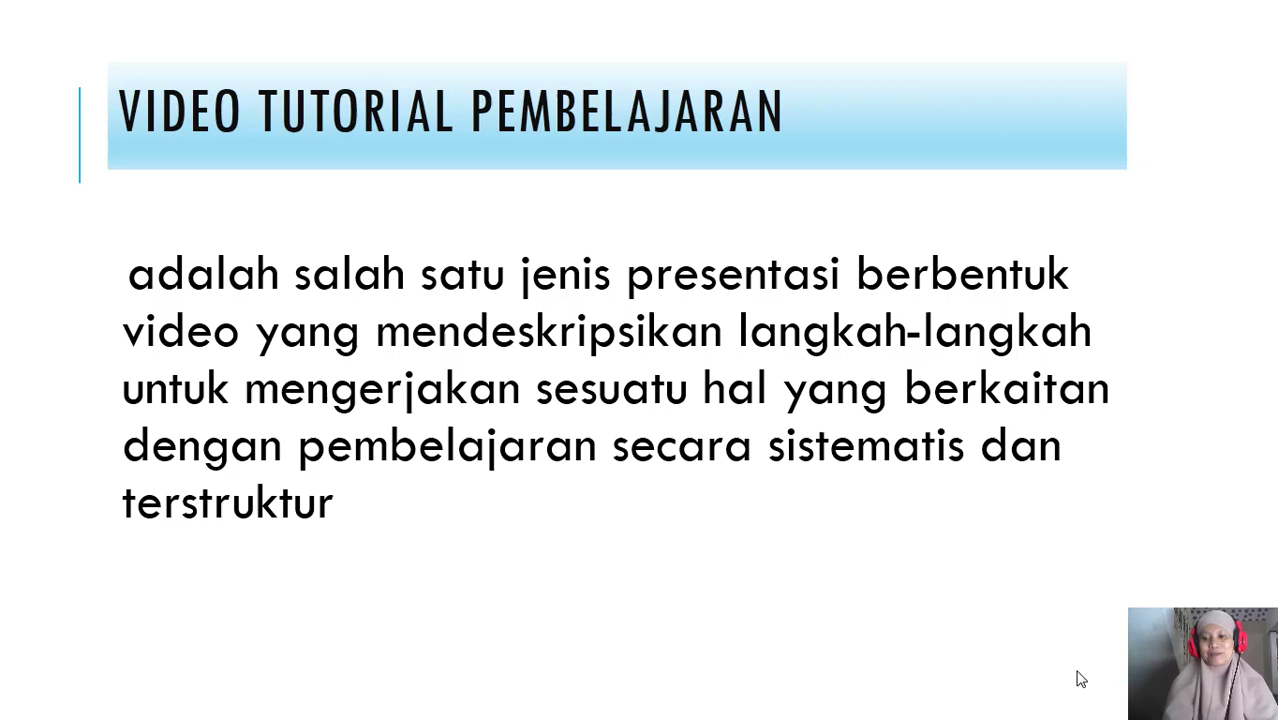 VIDEO TUTORIAL PEMBELAJARAN
adalah salah satu jenis presentasi berbentuk
video yang mendeskripsikan langkah-langkah
untuk mengerjakan sesuatu hal yang berkaitan
dengan pembelajaran secara sistematis dan
terstruktur